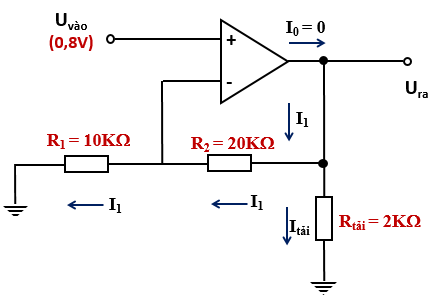 Uvào
(0,8V)
+
-
I0 = 0
Ura
I1
R1 = 10KΩ
R2 = 20KΩ
I1
I1
Itải
Rtải = 2KΩ